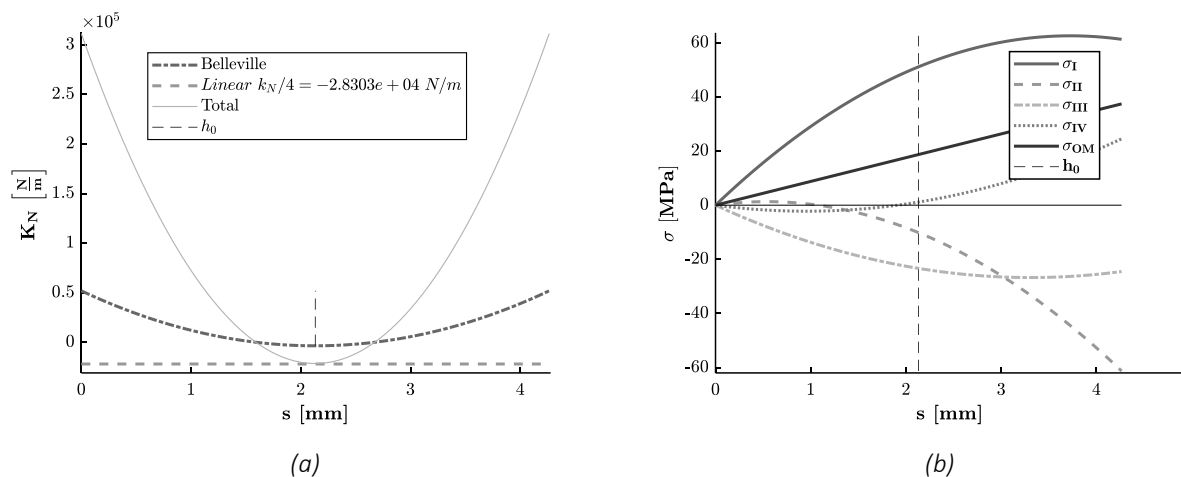 ×10⁵
3
2.5
2
1.5
1
0.5
0
K_N [N/m]
0 1 2 3 4
s [mm]
Belleville
Linear k_N/4 = −2.8303e + 04 N/m
Total
h_0
(a)
60
40
20
0
-20
-40
-60
σ [MPa]
0 1 2 3 4
s [mm]
σ_I
σ_II
σ_III
σ_IV
σ_OM
h_0
(b)